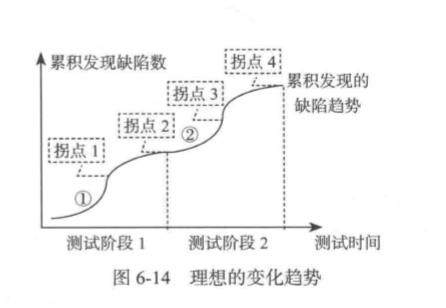 累积发现缺陷数
拐点 4
累积发现的
缺陷趋势
拐点 3
拐点 2
②
拐点 1
①
测试阶段 1
测试阶段 2
测试时间
图 6-14 理想的变化趋势